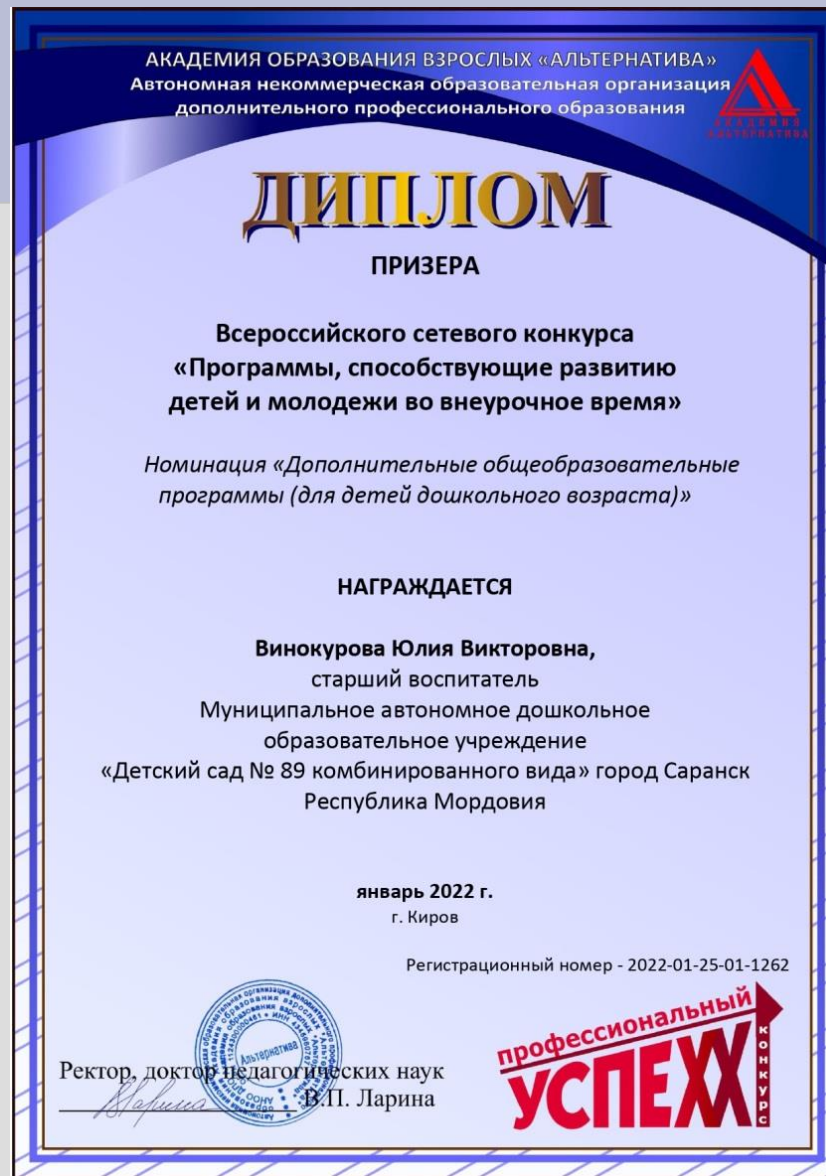 АКАДЕМИЯ ОБРАЗОВАНИЯ ВЗРОСЛЫХ «АЛЬТЕРНАТИВА»
Автономная некоммерческая образовательная организация
дополнительного профессионального образования
АКАДЕМИЯ
АЛЬТЕРНАТИВА
ДИПЛОМ
ПРИЗЕРА
Всероссийского сетевого конкурса
«Программы, способствующие развитию
детей и молодежи во внеурочное время»
Номинация «Дополнительные общеобразовательные
программы (для детей дошкольного возраста)»
НАГРАЖДАЕТСЯ
Винокурова Юлия Викторовна,
старший воспитатель
Муниципальное автономное дошкольное
образовательное учреждение
«Детский сад № 89 комбинированного вида» город Саранск
Республика Мордовия
январь 2022 г.
г. Киров
Регистрационный номер - 2022-01-25-01-1262
Альтернатива
Ректор, доктор педагогических наук
В.П. Ларина
профессиональный
УСПЕХХ
конкурс